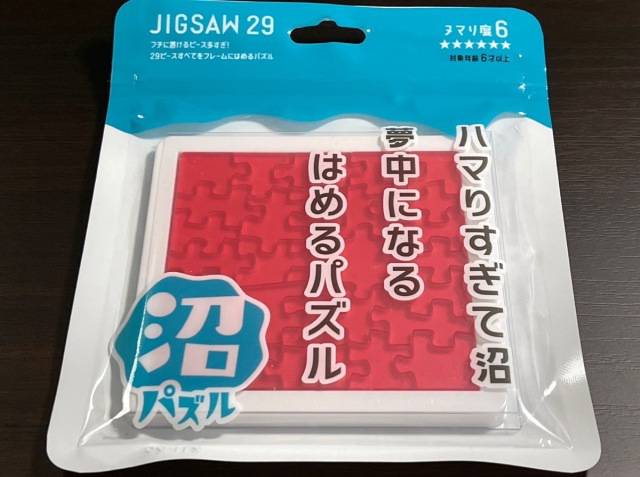 JIGSAW 29
フチに置けるピース多すぎ!
29ピースすべてをフレームにはめるパズル
ヌマり度6
★★★★★★
対象年齢6才以上
ハマりすぎて沼
夢中になる
はめるパズル
沼
パズル